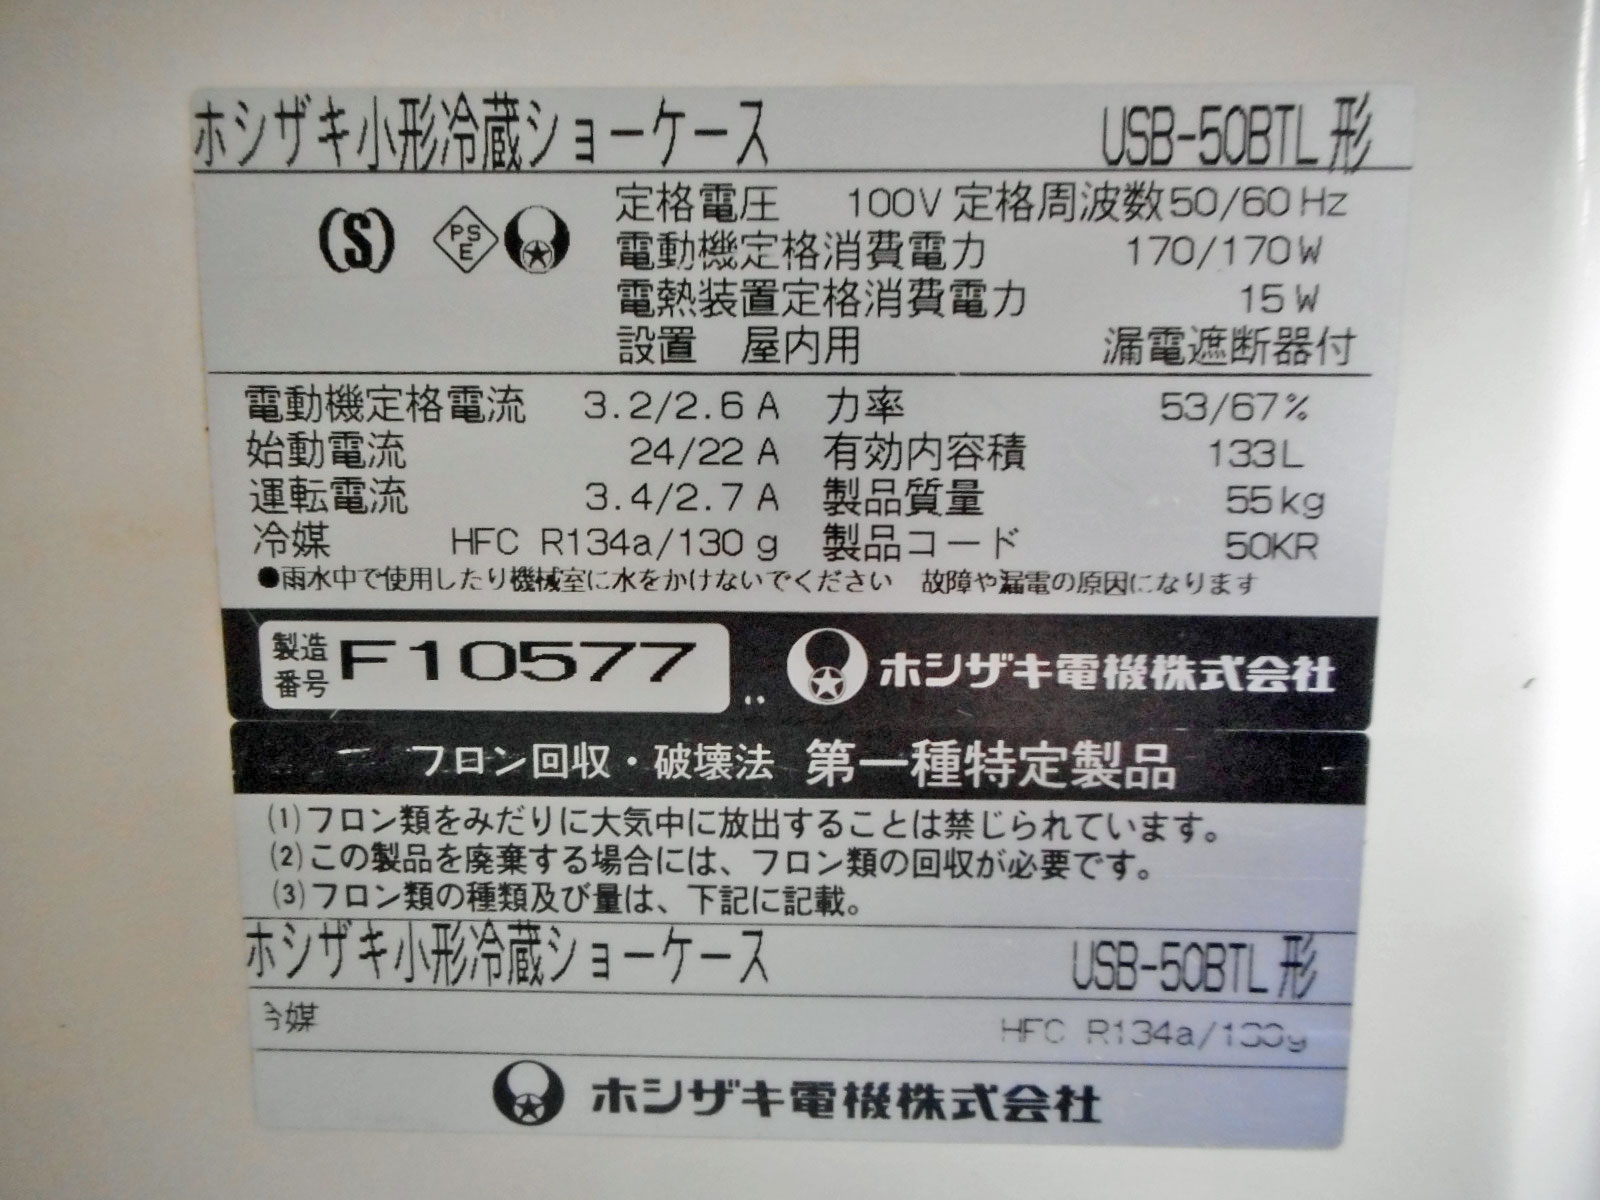 ホシザキ小形冷蔵ショーケース USB-50BTL形
(S) PSE 定格電圧 100V 定格周波数50/60Hz
電動機定格消費電力 170/170W
電熱装置定格消費電力 15W
設置 屋内用 漏電遮断器付
電動機定格電流 3.2/2.6A 力率 53/67%
始動電流 24/22A 有効内容積 133L
運転電流 3.4/2.7A 製品質量 55kg
冷媒 HFC R134a/130g 製品コード 50KR
●雨水中で使用したり機械室に水をかけないでください 故障や漏電の原因になります
製造番号 F10577 ホシザキ電機株式会社
フロン回収・破壊法 第一種特定製品
(1)フロン類をみだりに大気中に放出することは禁じられています。
(2)この製品を廃棄する場合には、フロン類の回収が必要です。
(3)フロン類の種類及び量は、下記に記載。
ホシザキ小形冷蔵ショーケース USB-50BTL形
冷媒 HFC R134a/130g
ホシザキ電機株式会社